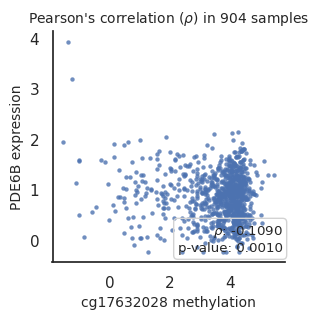 Pearson's correlation (ρ) in 904 samples
4
3
2
1
0
PDE6B expression
ρ: -0.1090
p-value: 0.0010
0 2 4
cg17632028 methylation